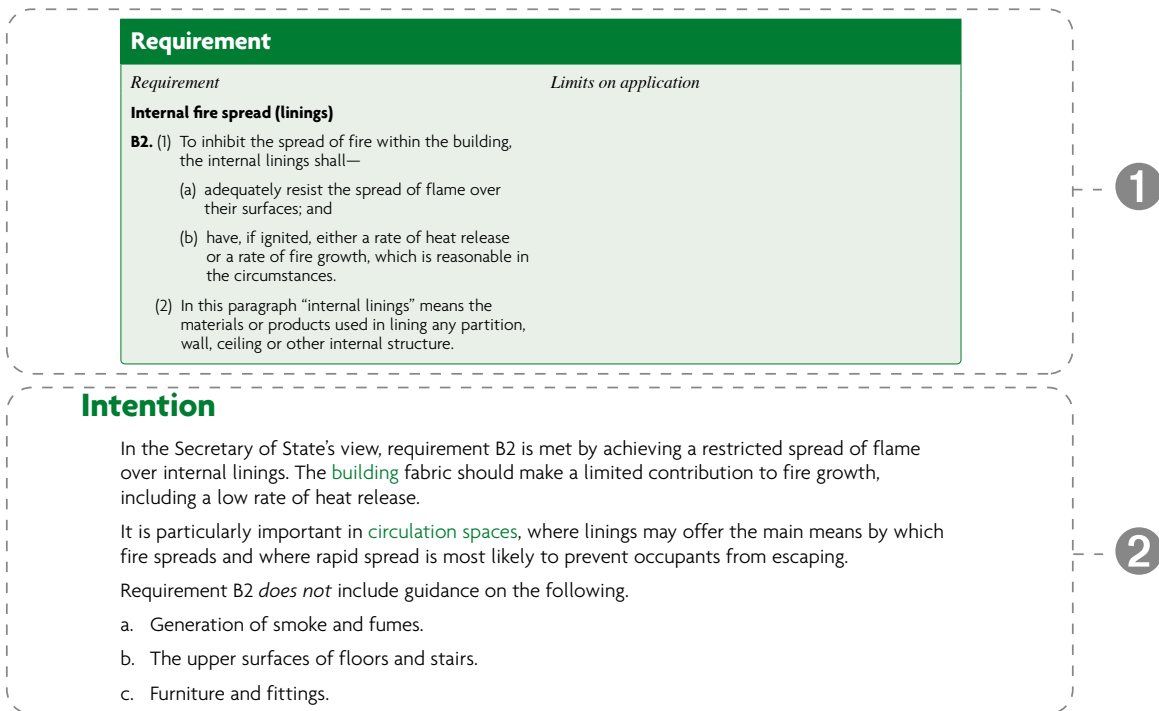 Requirement
Requirement Limits on application
Internal fire spread (linings)
B2. (1) To inhibit the spread of fire within the building,
the internal linings shall—
(a) adequately resist the spread of flame over
their surfaces; and
(b) have, if ignited, either a rate of heat release
or a rate of fire growth, which is reasonable in
the circumstances.
(2) In this paragraph “internal linings” means the
materials or products used in lining any partition,
wall, ceiling or other internal structure.
1
Intention
In the Secretary of State’s view, requirement B2 is met by achieving a restricted spread of flame
over internal linings. The building fabric should make a limited contribution to fire growth,
including a low rate of heat release.
It is particularly important in circulation spaces, where linings may offer the main means by which
fire spreads and where rapid spread is most likely to prevent occupants from escaping.
Requirement B2 does not include guidance on the following.
a. Generation of smoke and fumes.
b. The upper surfaces of floors and stairs.
c. Furniture and fittings.
2